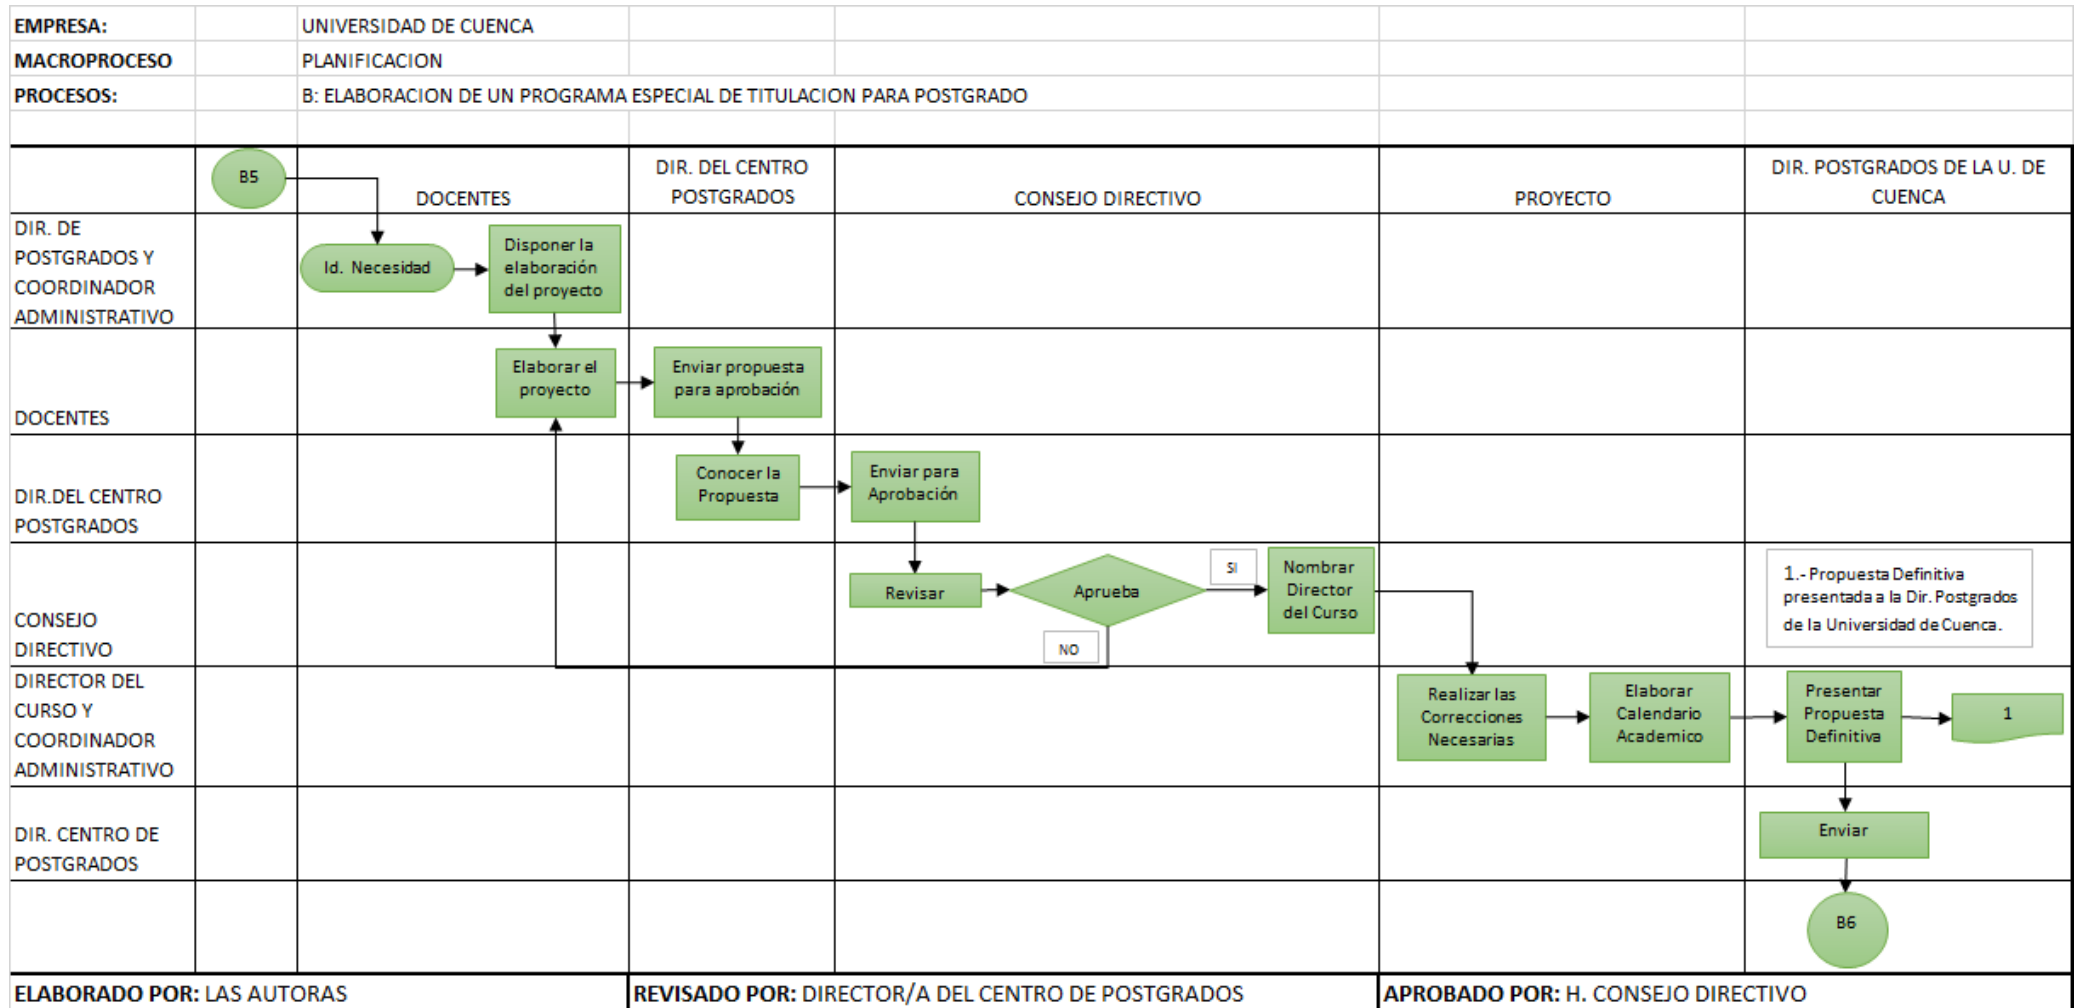 EMPRESA: UNIVERSIDAD DE CUENCA
MACROPROCESO PLANIFICACION
PROCESOS: B: ELABORACION DE UN PROGRAMA ESPECIAL DE TITULACION PARA POSTGRADO
B5
DOCENTES
DIR. DEL CENTRO
POSTGRADOS
CONSEJO DIRECTIVO
PROYECTO
DIR. POSTGRADOS DE LA U. DE
CUENCA
DIR. DE
POSTGRADOS Y
COORDINADOR
ADMINISTRATIVO
Id. Necesidad
Disponer la
elaboración
del proyecto
DOCENTES
Elaborar el
proyecto
Enviar propuesta
para aprobación
DIR.DEL CENTRO
POSTGRADOS
Conocer la
Propuesta
Enviar para
Aprobación
CONSEJO
DIRECTIVO
Revisar
Aprueba
SI
NO
Nombrar
Director
del Curso
1.- Propuesta Definitiva
presentada a la Dir. Postgrados
de la Universidad de Cuenca.
DIRECTOR DEL
CURSO Y
COORDINADOR
ADMINISTRATIVO
Realizar las
Correcciones
Necesarias
Elaborar
Calendario
Academico
Presentar
Propuesta
Definitiva
1
DIR. CENTRO DE
POSTGRADOS
Enviar
B6
ELABORADO POR: LAS AUTORAS
REVISADO POR: DIRECTOR/A DEL CENTRO DE POSTGRADOS
APROBADO POR: H. CONSEJO DIRECTIVO